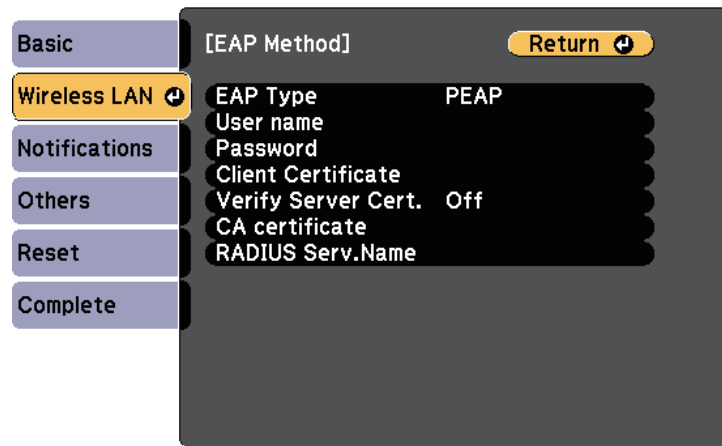 Basic
Wireless LAN
Notifications
Others
Reset
Complete
[EAP Method]
Return
EAP Type PEAP
User name
Password
Client Certificate
Verify Server Cert. Off
CA certificate
RADIUS Serv.Name